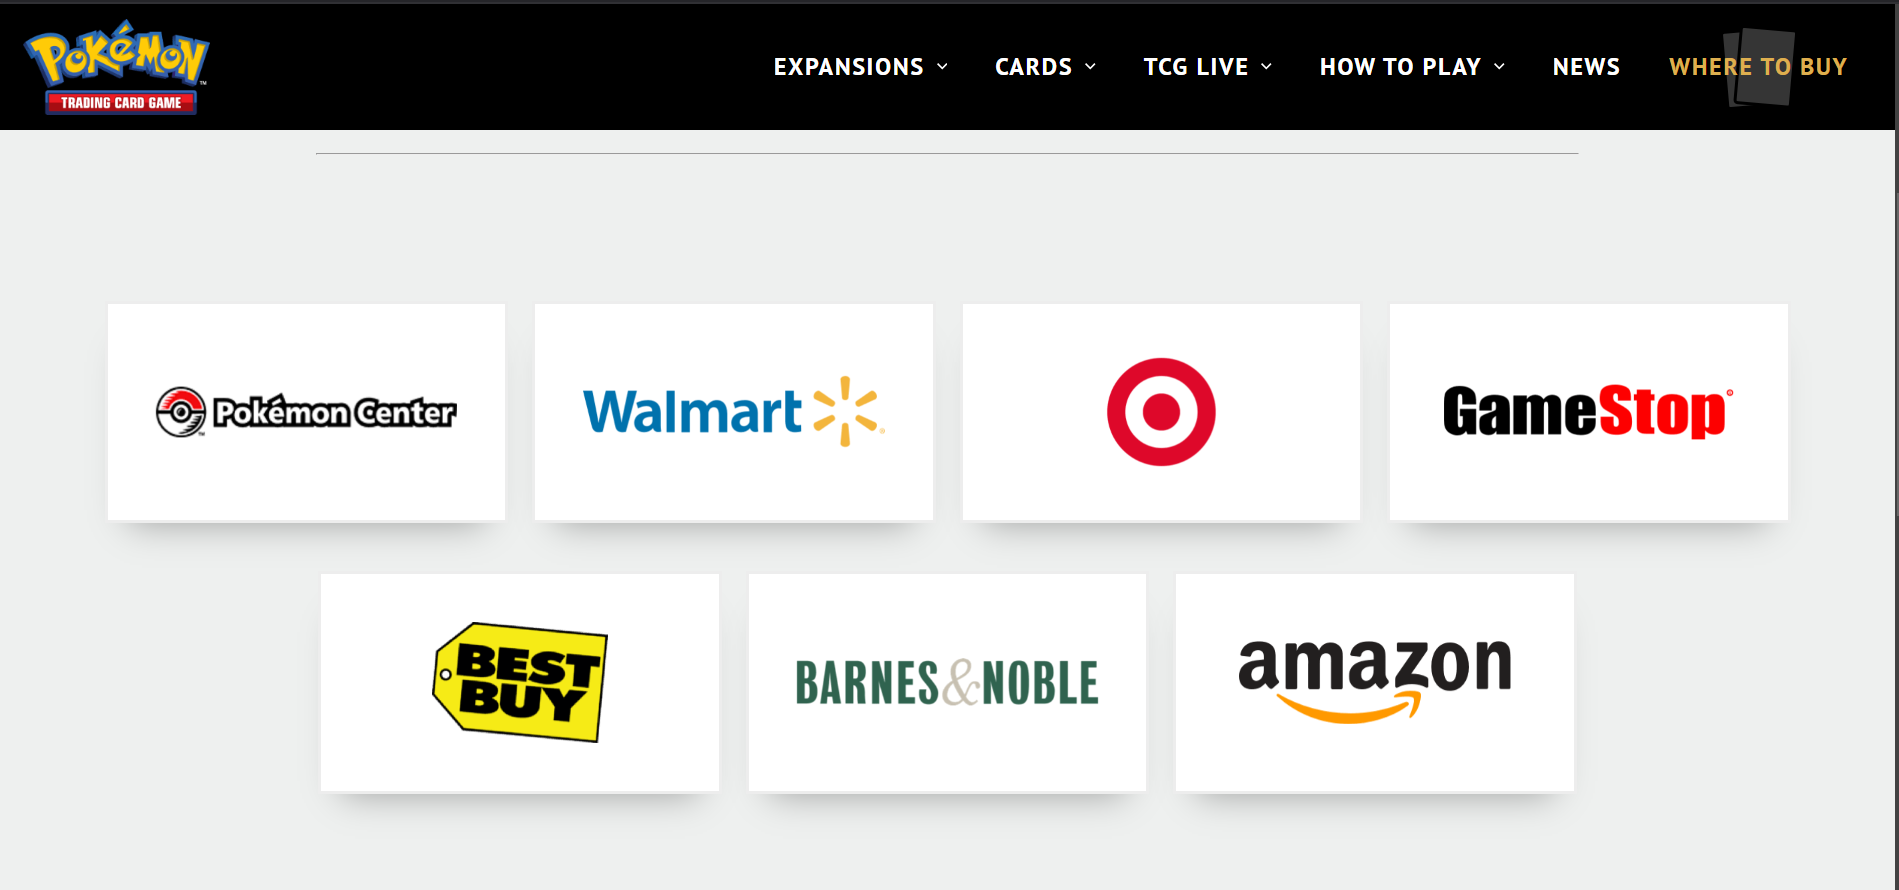 Pokémon
TRADING CARD GAME
EXPANSIONS
CARDS
TCG LIVE
HOW TO PLAY
NEWS
WHERE TO BUY
Pokémon Center
Walmart
GameStop
BEST
BUY
BARNES&NOBLE
amazon